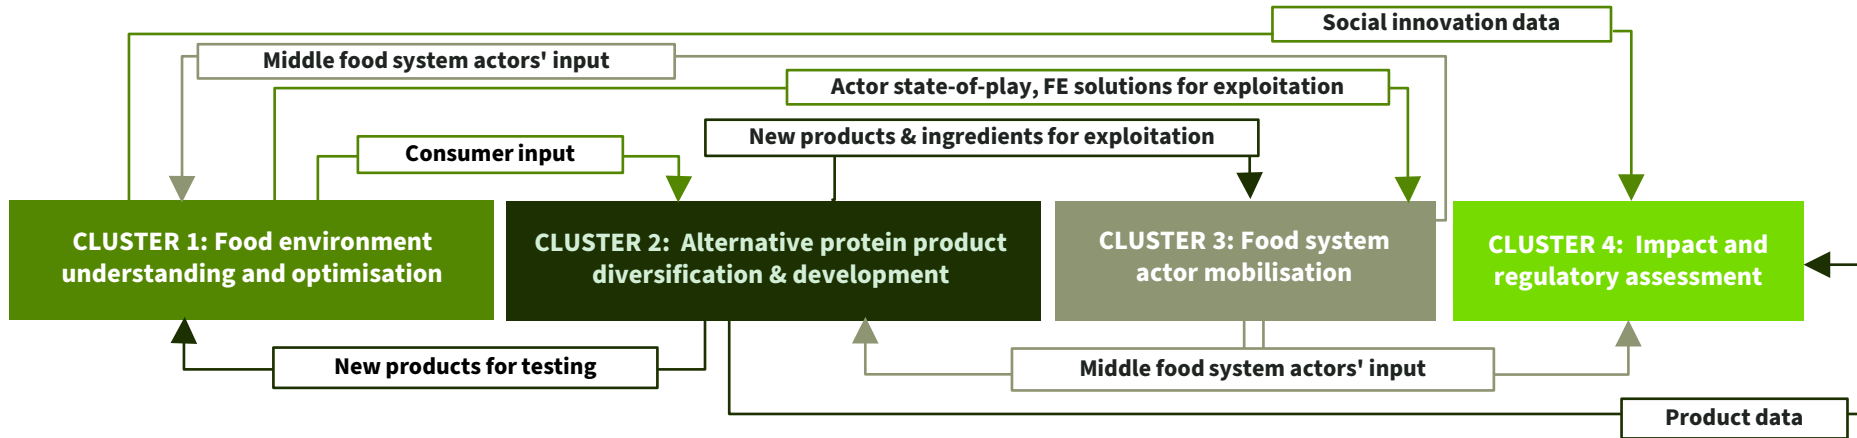 Social innovation data
Middle food system actors' input
Actor state-of-play, FE solutions for exploitation
New products & ingredients for exploitation
Consumer input
CLUSTER 1: Food environment
understanding and optimisation
CLUSTER 2: Alternative protein product
diversification & development
CLUSTER 3: Food system
actor mobilisation
CLUSTER 4: Impact and
regulatory assessment
New products for testing
Middle food system actors' input
Product data